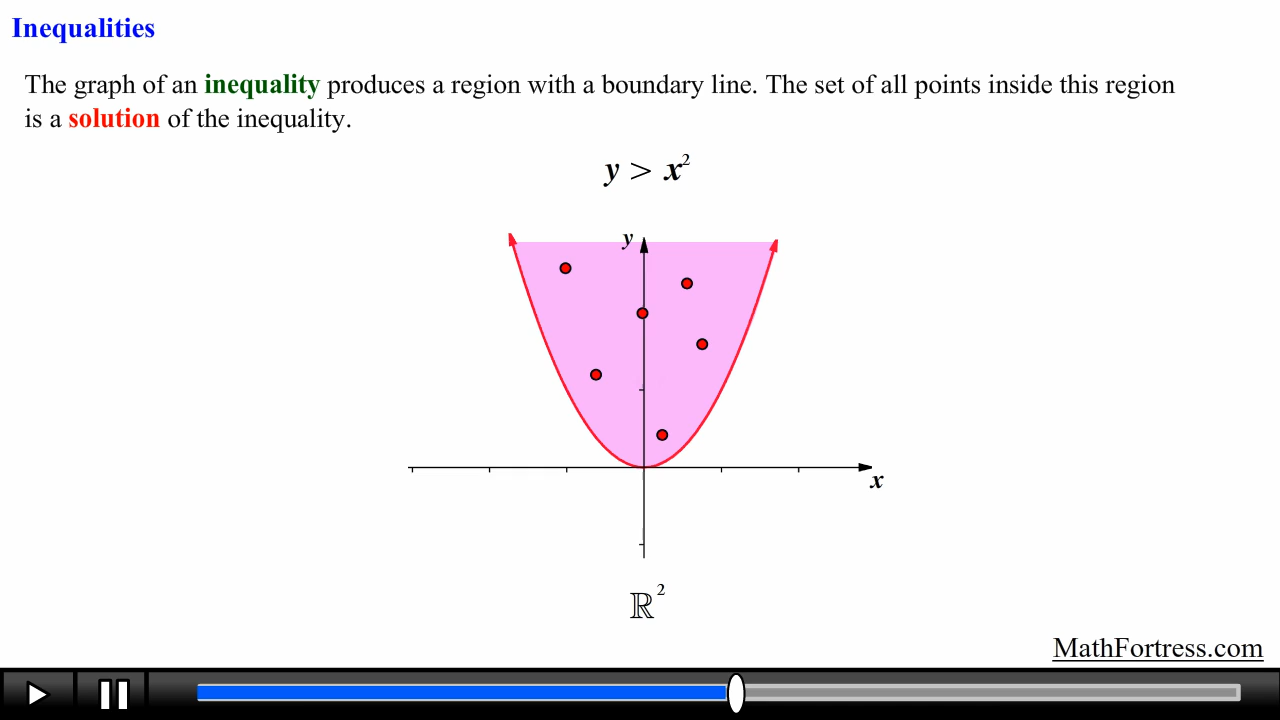 Inequalities
The graph of an inequality produces a region with a boundary line. The set of all points inside this region
is a solution of the inequality.
y > x²
y
x
ℝ²
MathFortress.com